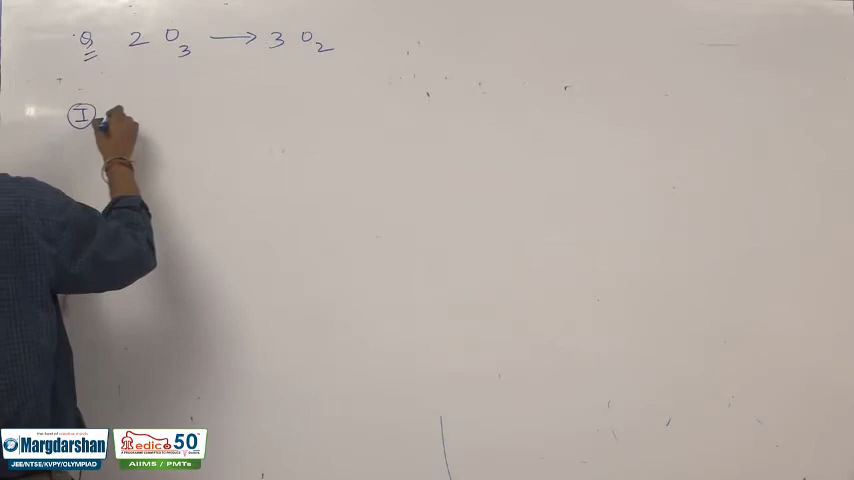 Q 2 O3 → 3 O2
I
Margdarshan
JEE/NTSE/KVPY/OLYMPIAD
Medico 50
AIIMS / PMTs